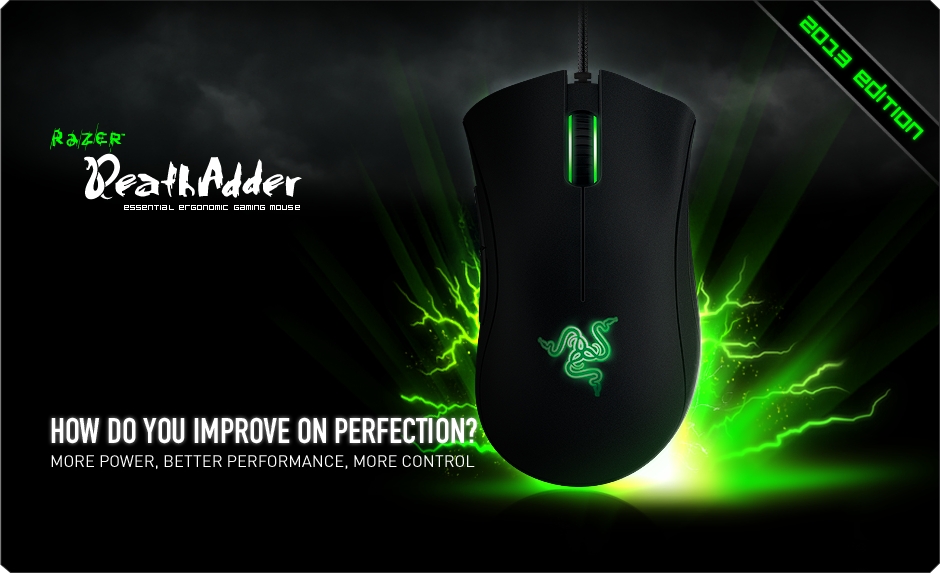 RAZER™
DeathAdder
ESSENTIAL ERGONOMIC GAMING MOUSE
2013 EDITION
HOW DO YOU IMPROVE ON PERFECTION?
MORE POWER, BETTER PERFORMANCE, MORE CONTROL